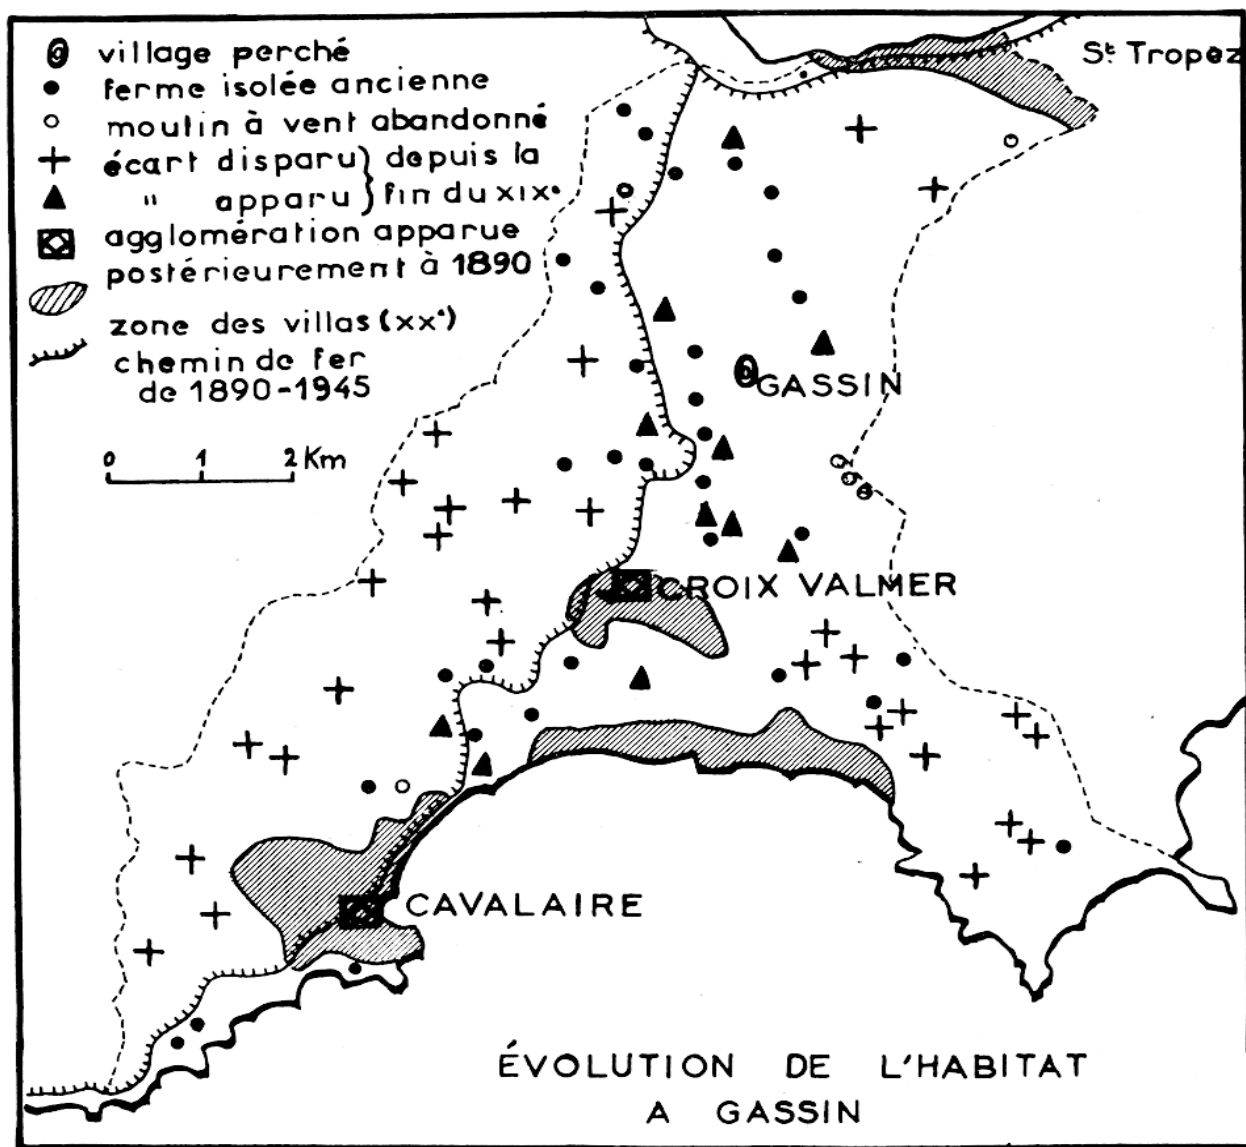 village perché
ferme isolée ancienne
moulin à vent abandonné
écart disparu } depuis la
" apparu } fin du XIXᵉ
agglomération apparue
postérieurement à 1890
zone des villas (XXᵉ)
chemin de fer
de 1890-1945
0 1 2 Km
Sᵗ Tropez
GASSIN
CROIX VALMER
CAVALAIRE
ÉVOLUTION DE L'HABITAT
A GASSIN